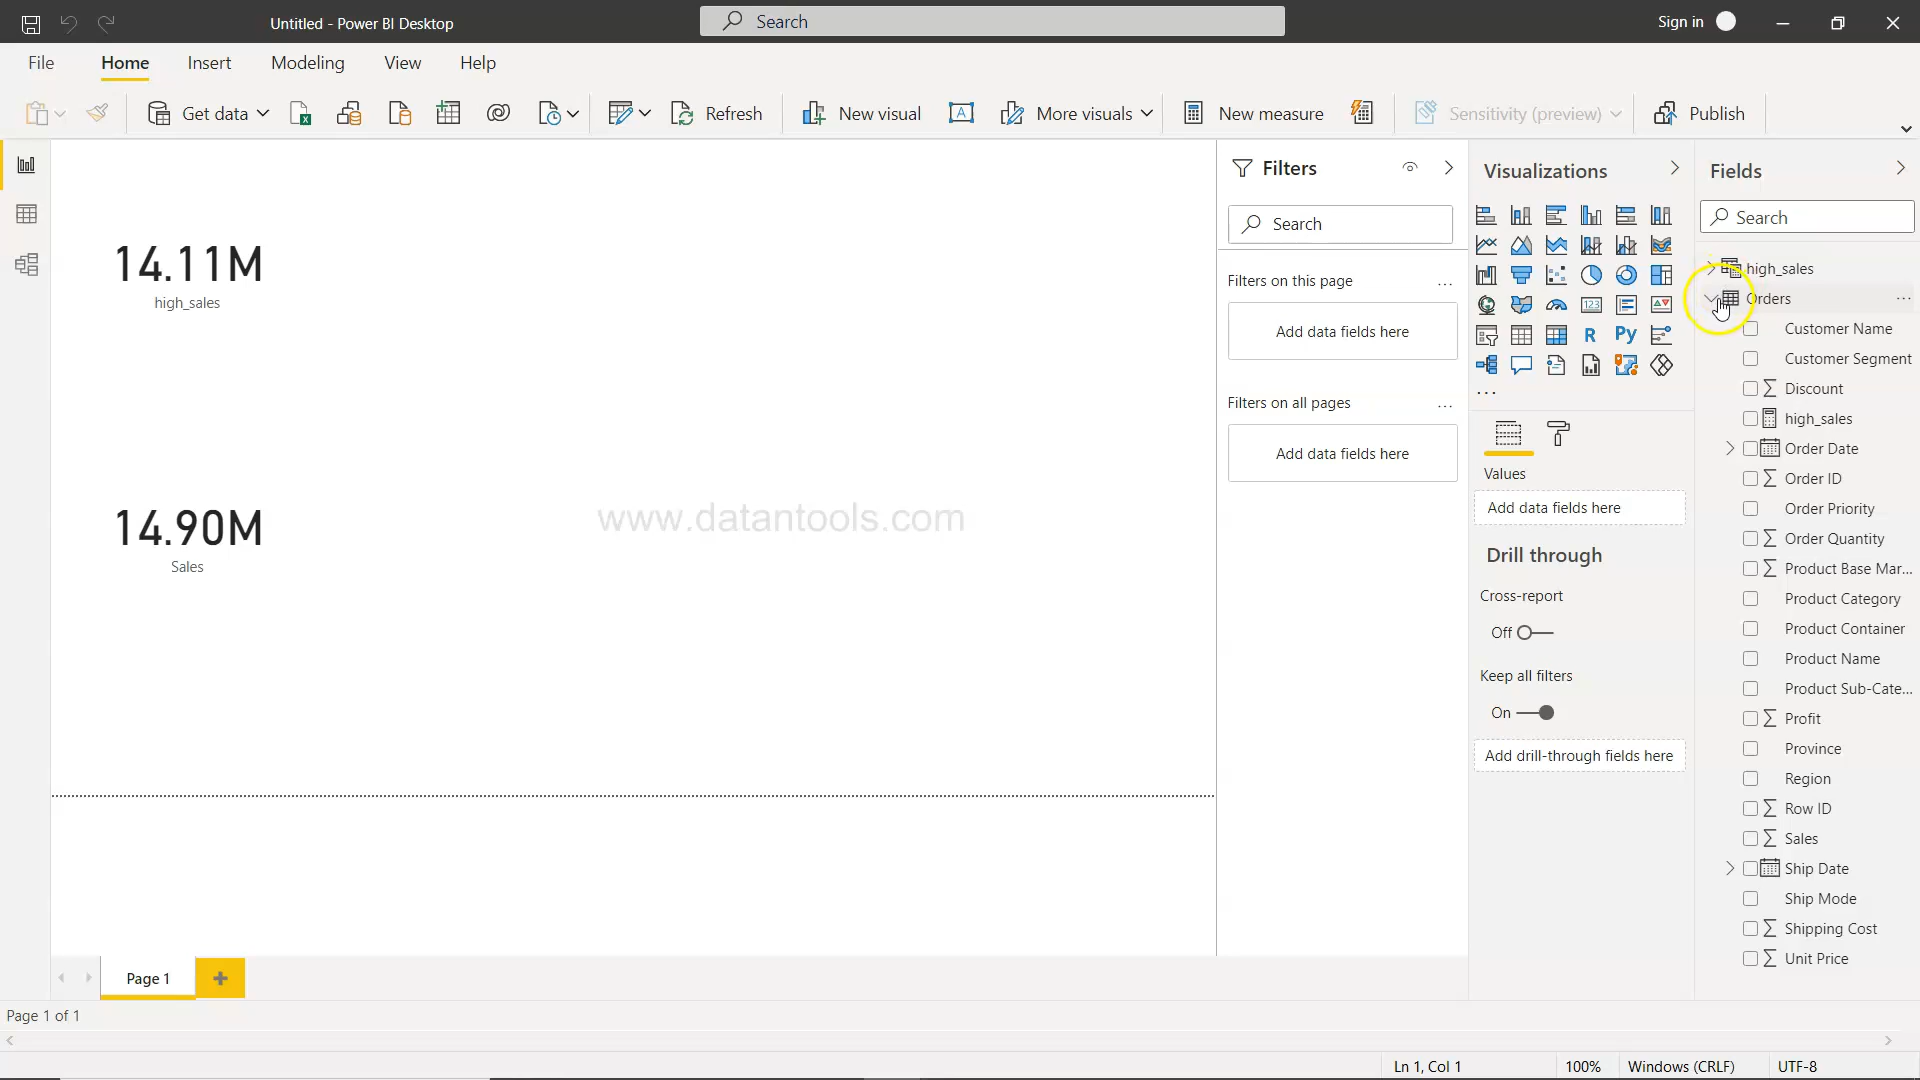 Untitled - Power BI Desktop
Search
Sign in
File
Home
Insert
Modeling
View
Help
Get data
Refresh
New visual
More visuals
New measure
Sensitivity (preview)
Publish
14.11M
high_sales
14.90M
Sales
www.datantools.com
Filters
Search
Filters on this page
...
Add data fields here
Filters on all pages
...
Add data fields here
Visualizations
123
R
Py
...
Values
Add data fields here
Drill through
Cross-report
Off
Keep all filters
On
Add drill-through fields here
Fields
Search
high_sales
Orders
...
Customer Name
Customer Segment
Discount
high_sales
Order Date
Order ID
Order Priority
Order Quantity
Product Base Mar...
Product Category
Product Container
Product Name
Product Sub-Cate...
Profit
Province
Region
Row ID
Sales
Ship Date
Ship Mode
Shipping Cost
Unit Price
Page 1
Page 1 of 1
Ln 1, Col 1
100%
Windows (CRLF)
UTF-8